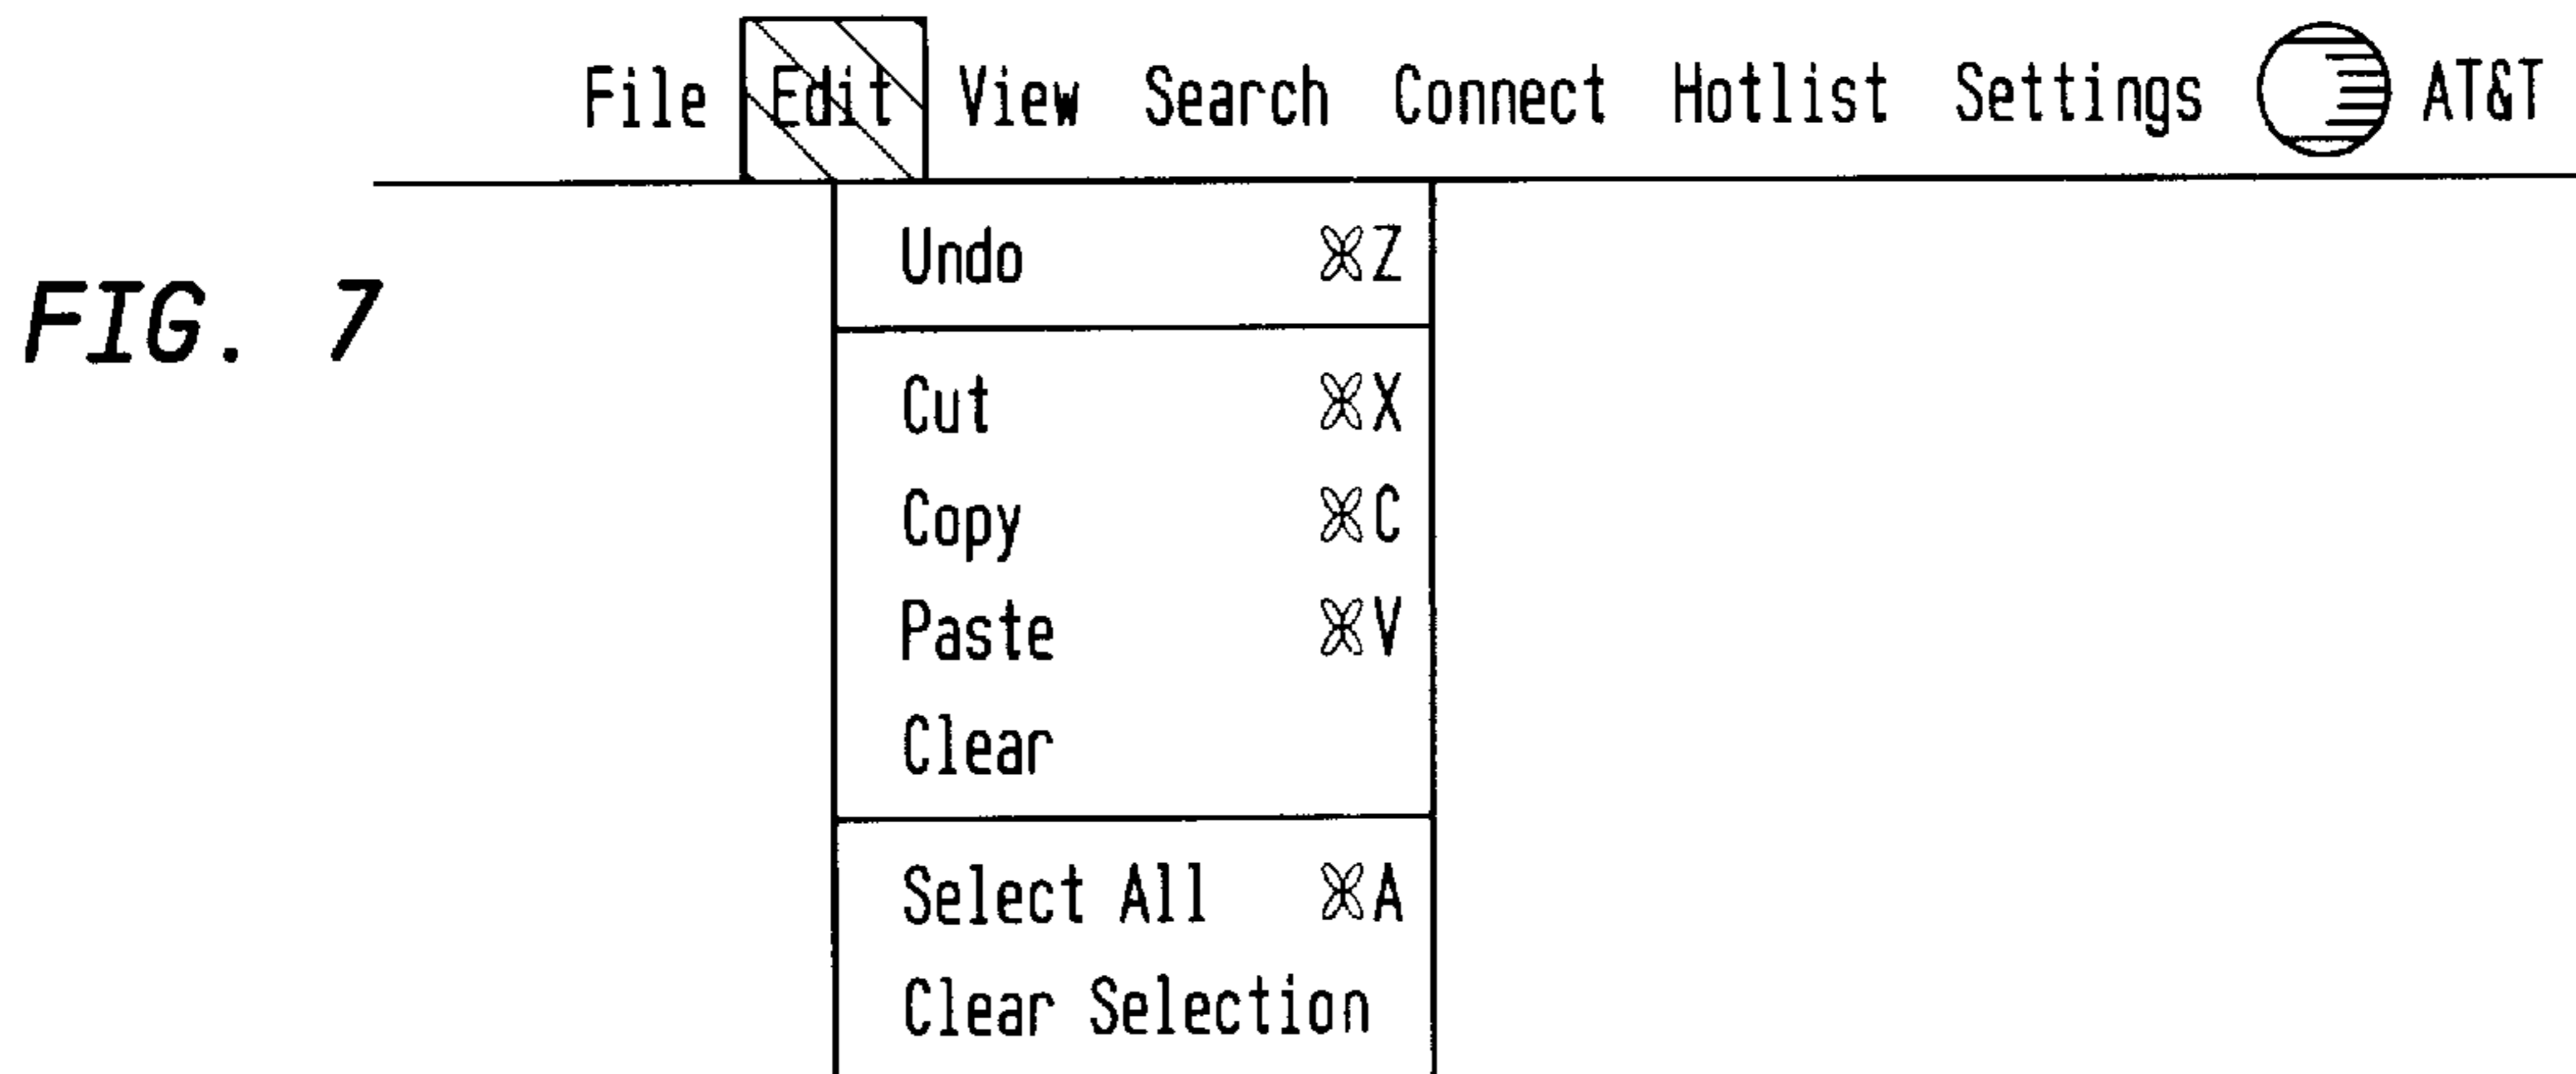 File Edit View Search Connect Hotlist Settings AT&T
FIG. 7
Undo ⌘Z
Cut ⌘X
Copy ⌘C
Paste ⌘V
Clear
Select All ⌘A
Clear Selection